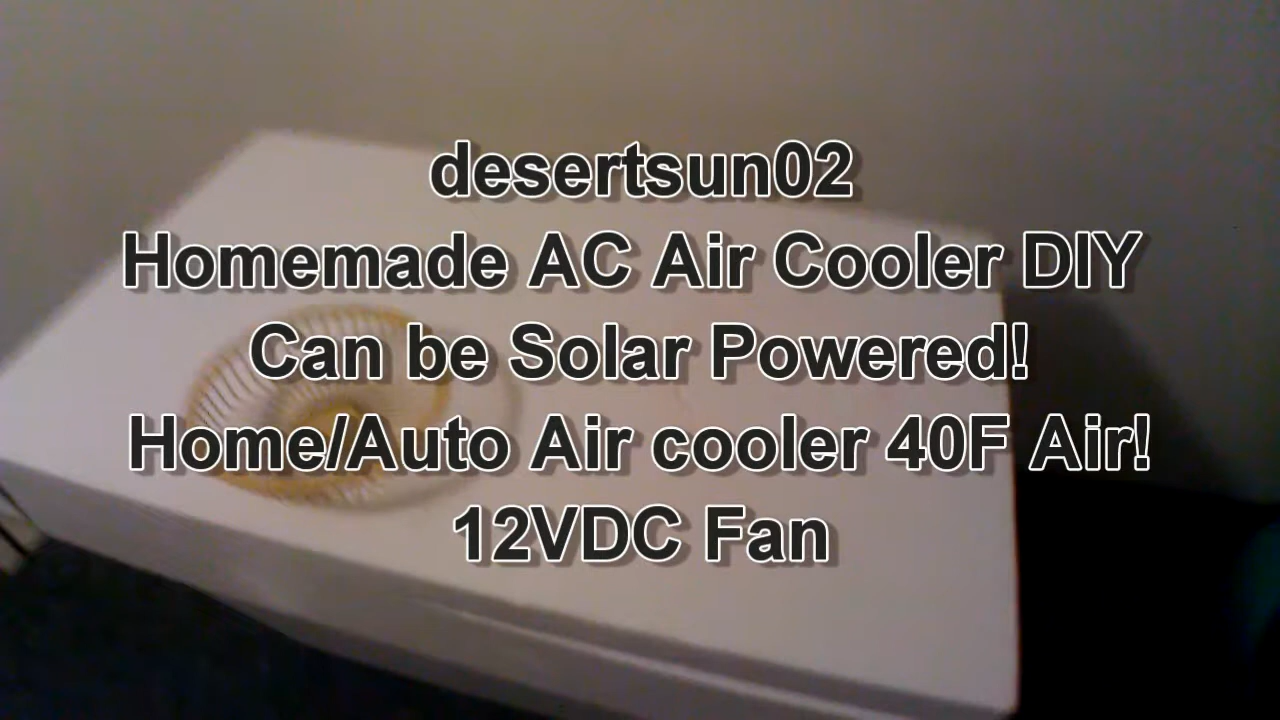 desertsun02
Homemade AC Air Cooler DIY
Can be Solar Powered!
Home/Auto Air cooler 40F Air!
12VDC Fan